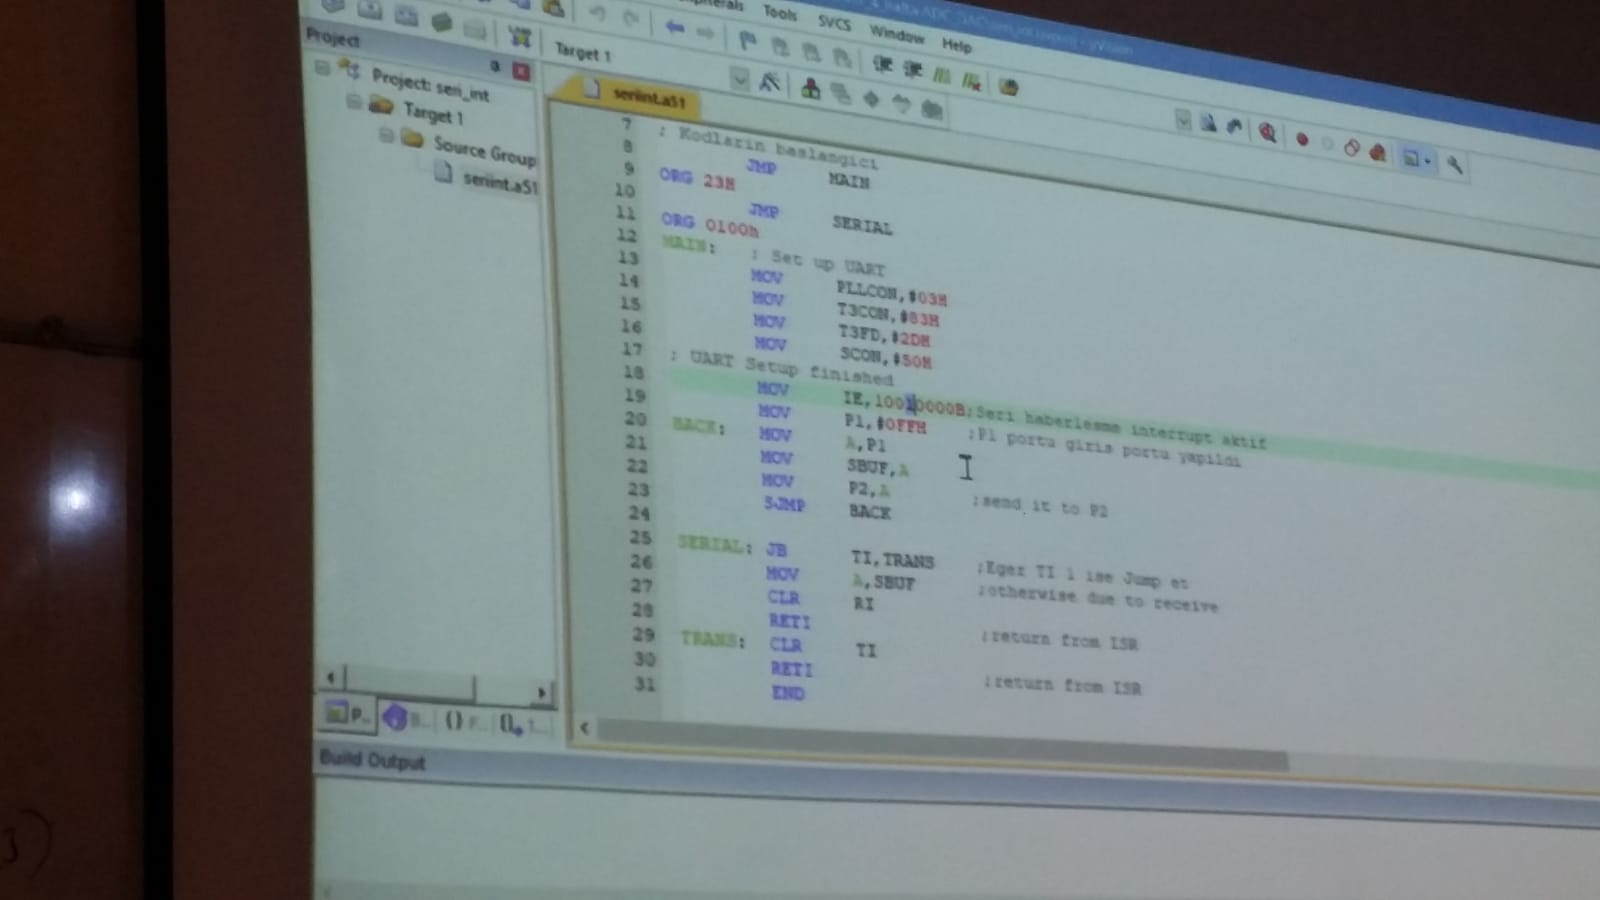 Tools SVCS Window Help
Project
Target 1
Project: seri_int
Target 1
Source Group
seriint.a51
seriint.a51
7 ; Kodlarin baslangici
8 JMP MAIN
9 ORG 23H
10 JMP SERIAL
11 ORG 0100h
12 MAIN: ; Set up UART
13 MOV PLLCON,#03H
14 MOV T3CON,#83H
15 MOV T3FD,#2DH
16 MOV SCON,#50H
17 ; UART Setup finished
18 MOV IE,10010000B;Seri haberlesme interrupt aktif
19 MOV P1,#0FFH ;P1 portu giris portu yapildi
20 BACK: MOV A,P1
21 MOV SBUF,A
22 MOV P2,A ;send it to P2
23 SJMP BACK
24
25 SERIAL: JB TI,TRANS ;Eger TI 1 ise Jump et
26 MOV A,SBUF ;otherwise due to receive
27 CLR RI
28 RETI ;return from ISR
29 TRANS: CLR TI
30 RETI ;return from ISR
31 END
P...
B...
{} F...
Build Output